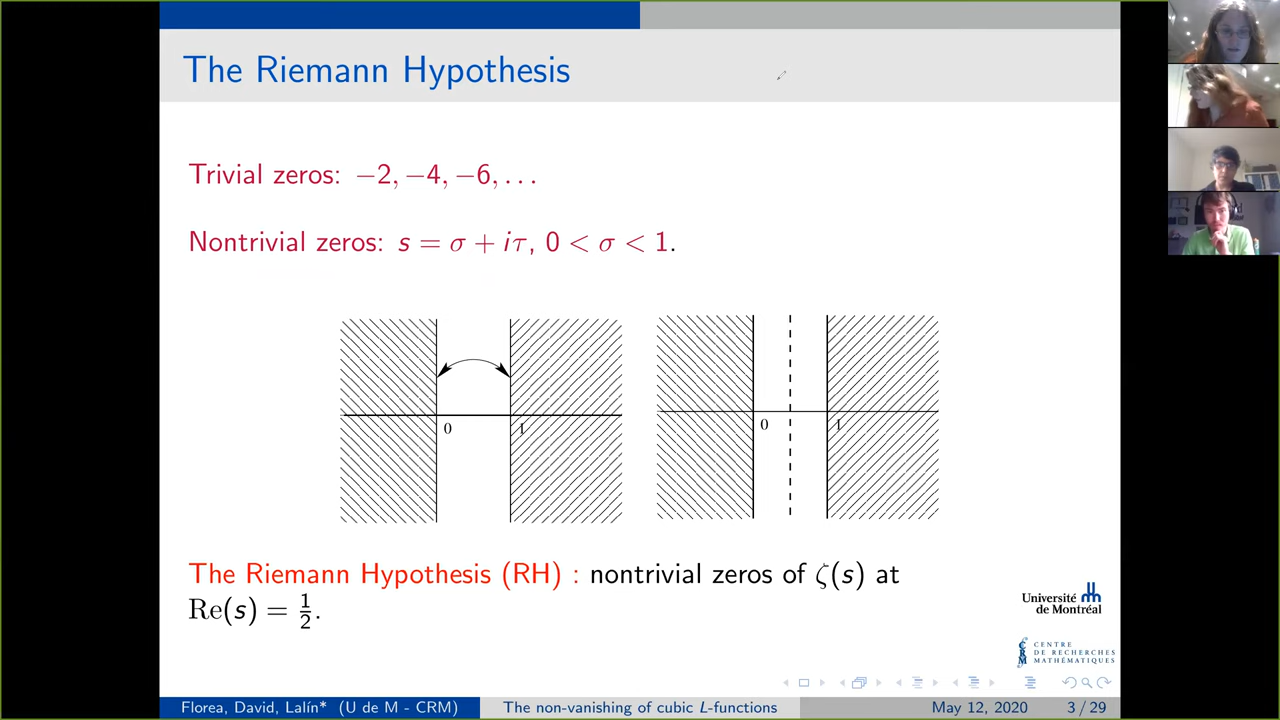 The Riemann Hypothesis
Trivial zeros: −2, −4, −6, . . .
Nontrivial zeros: s = σ + iτ, 0 < σ < 1.
0 1
0 1
The Riemann Hypothesis (RH) : nontrivial zeros of ζ(s) at
Re(s) = 1/2.
Université
de Montréal
CRM
CENTRE
DE RECHERCHES
MATHÉMATIQUES
Florea, David, Lalín* (U de M - CRM) The non-vanishing of cubic L-functions May 12, 2020 3 / 29